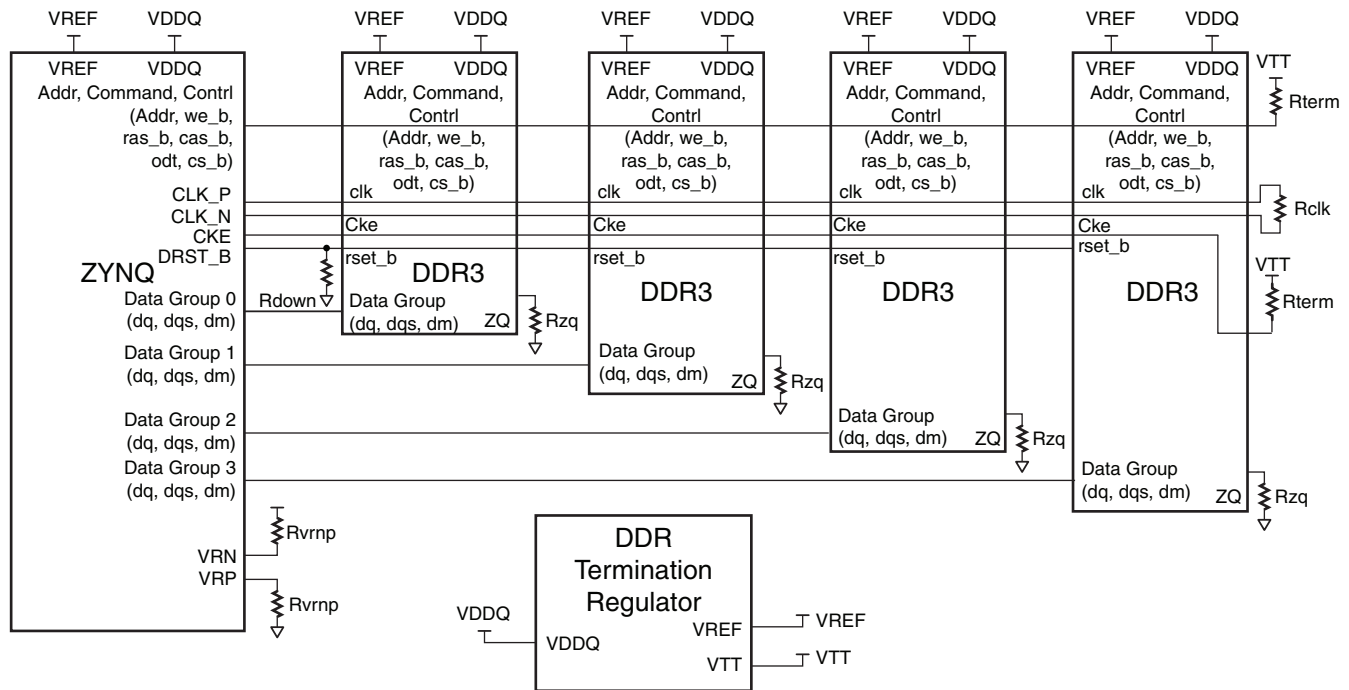 VREF VDDQ VREF VDDQ VREF VDDQ VREF VDDQ VREF VDDQ
VREF VDDQ
Addr, Command, Contrl
(Addr, we_b,
ras_b, cas_b,
odt, cs_b)
CLK_P
CLK_N
CKE
DRST_B
ZYNQ
Data Group 0
(dq, dqs, dm)
Data Group 1
(dq, dqs, dm)
Data Group 2
(dq, dqs, dm)
Data Group 3
(dq, dqs, dm)
VRN
VRP
Rvrnp
Rvrnp
Rdown
VREF VDDQ
Addr, Command,
Contrl
(Addr, we_b,
ras_b, cas_b,
odt, cs_b)
clk
Cke
rset_b
DDR3
Data Group
(dq, dqs, dm)
ZQ
Rzq
VREF VDDQ
Addr, Command,
Contrl
(Addr, we_b,
ras_b, cas_b,
odt, cs_b)
clk
Cke
rset_b
DDR3
Data Group
(dq, dqs, dm)
ZQ
Rzq
VREF VDDQ
Addr, Command,
Contrl
(Addr, we_b,
ras_b, cas_b,
odt, cs_b)
clk
Cke
rset_b
DDR3
Data Group
(dq, dqs, dm)
ZQ
Rzq
VREF VDDQ
Addr, Command,
Contrl
(Addr, we_b,
ras_b, cas_b,
odt, cs_b)
clk
Cke
rset_b
DDR3
Data Group
(dq, dqs, dm)
ZQ
Rzq
VTT
Rterm
Rclk
VTT
Rterm
DDR
Termination
Regulator
VDDQ
VDDQ
VREF
VREF
VTT
VTT